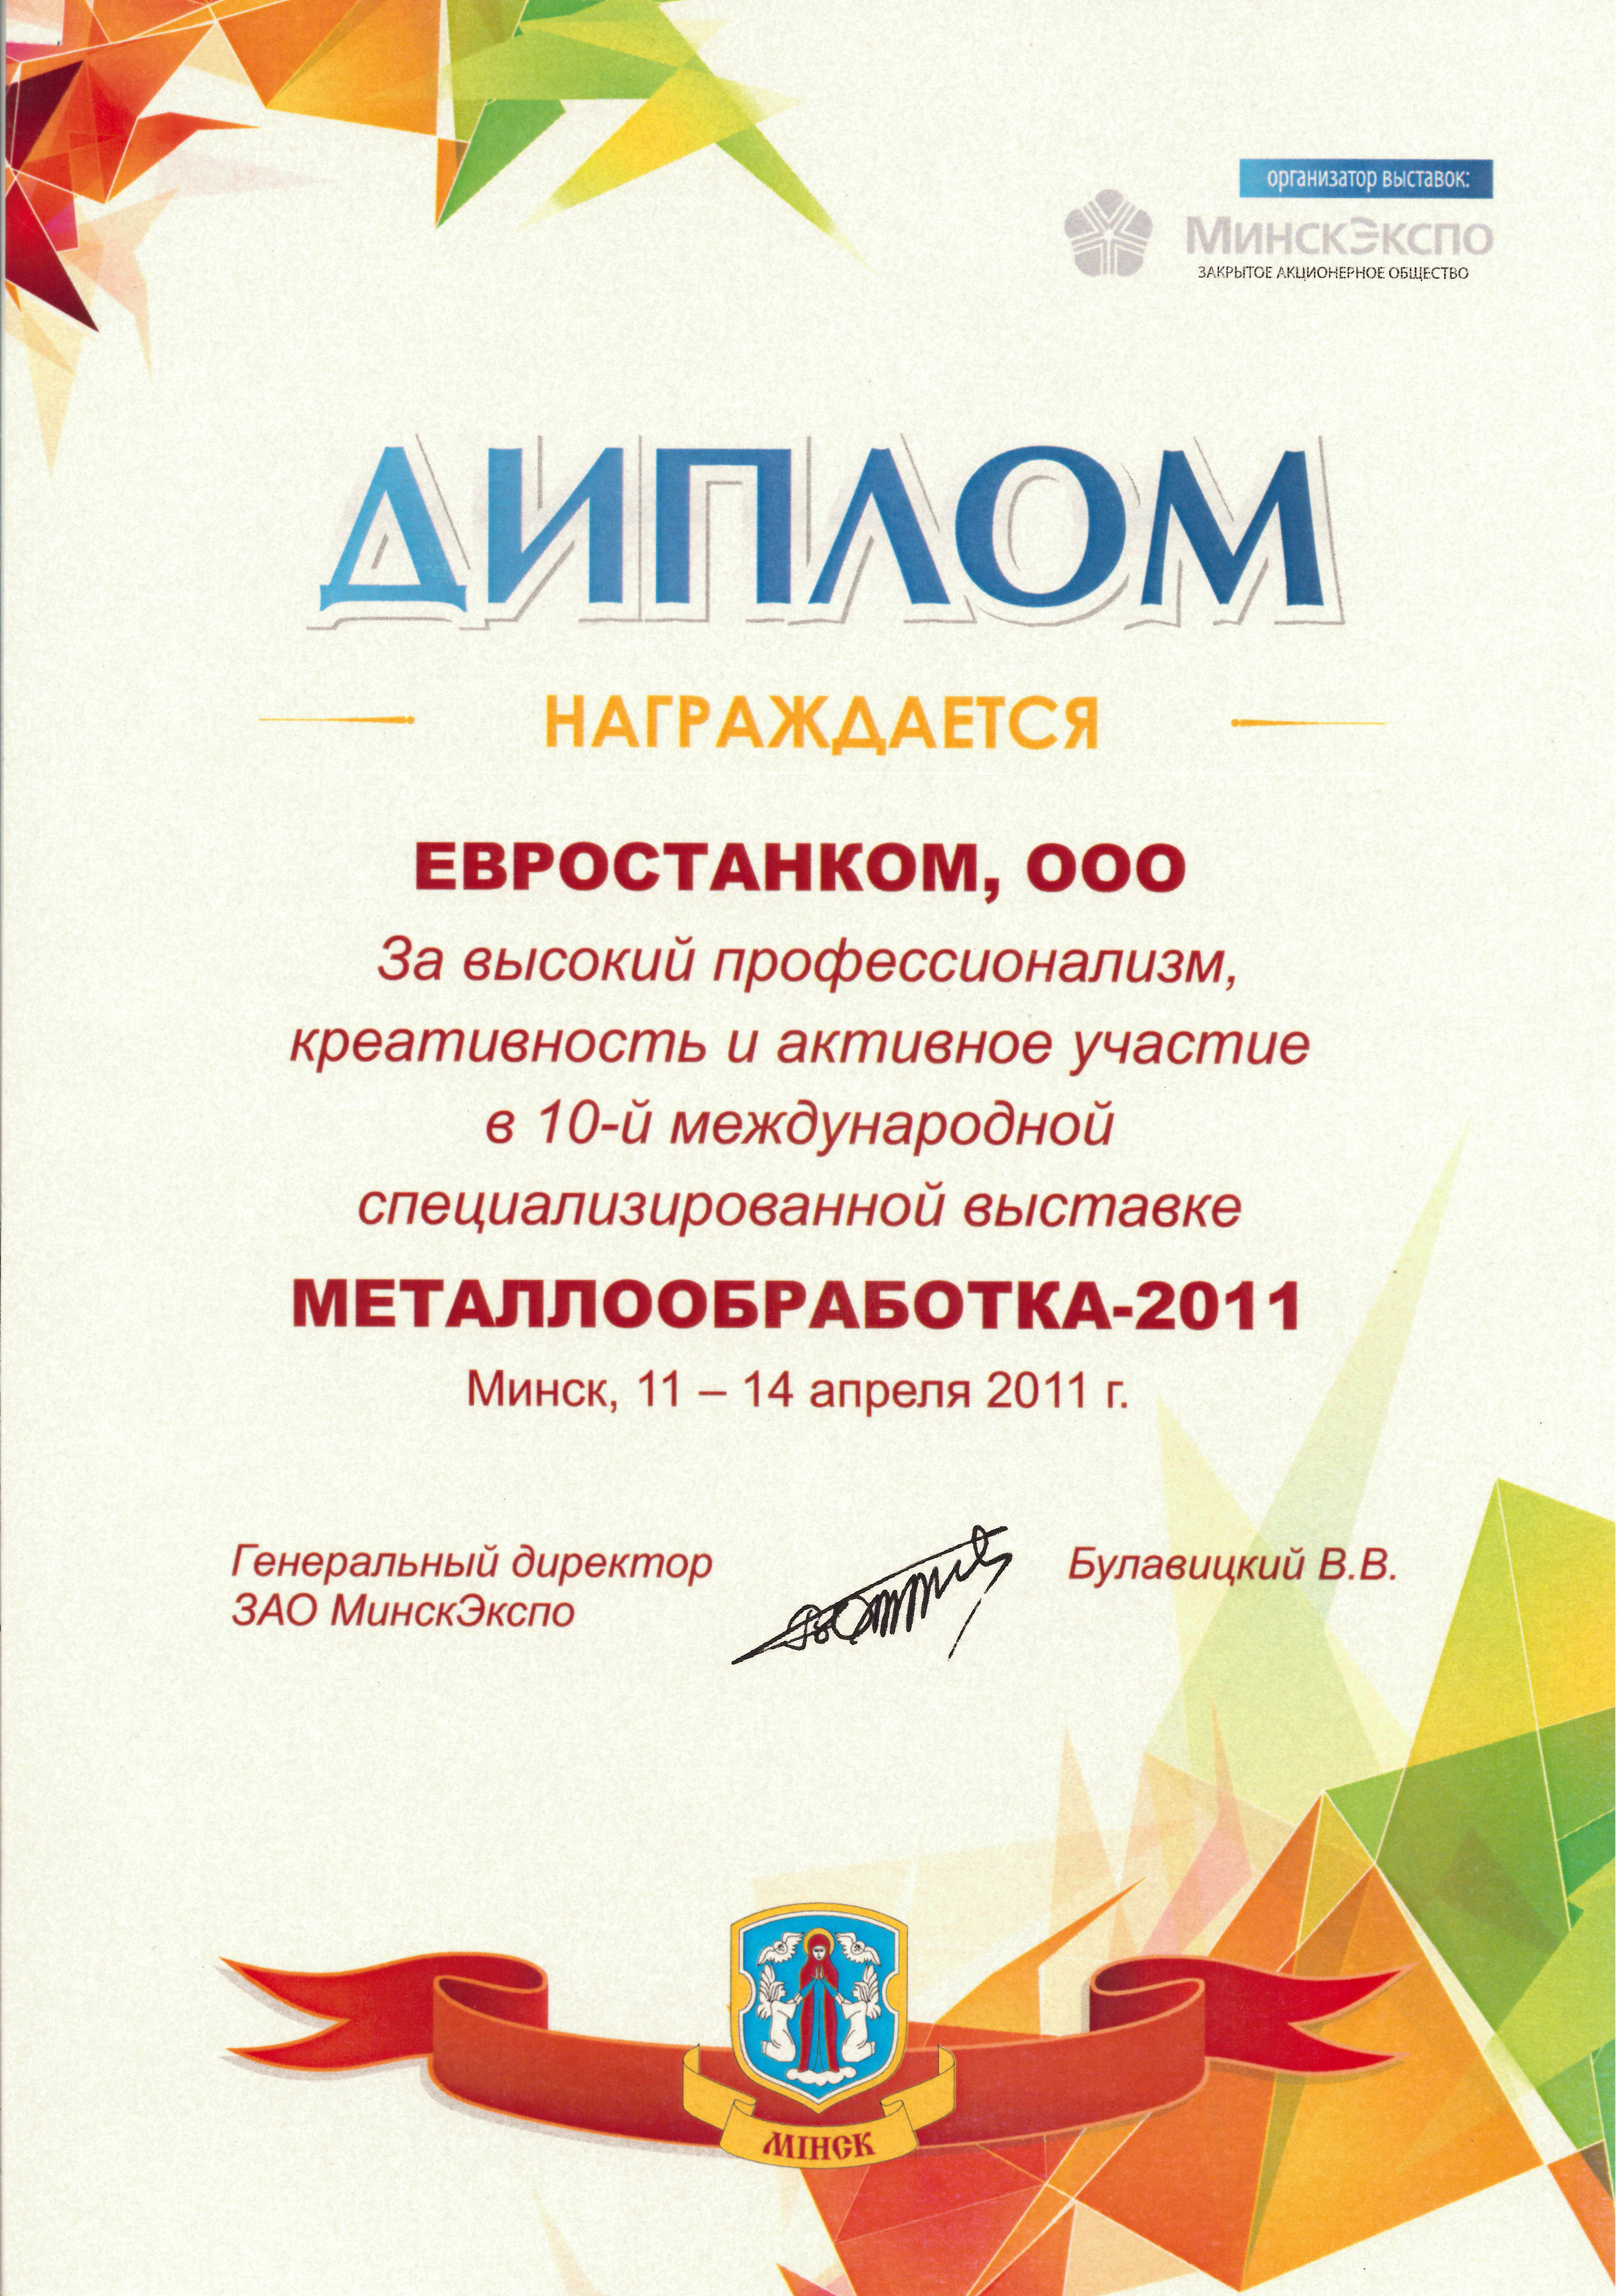 организатор выставок:
МинскЭкспо
ЗАКРЫТОЕ АКЦИОНЕРНОЕ ОБЩЕСТВО
ДИПЛОМ
НАГРАЖДАЕТСЯ
ЕВРОСТАНКОМ, ООО
За высокий профессионализм,
креативность и активное участие
в 10-й международной
специализированной выставке
МЕТАЛЛООБРАБОТКА-2011
Минск, 11 – 14 апреля 2011 г.
Генеральный директор
ЗАО МинскЭкспо
Булавицкий В.В.
МІНСК